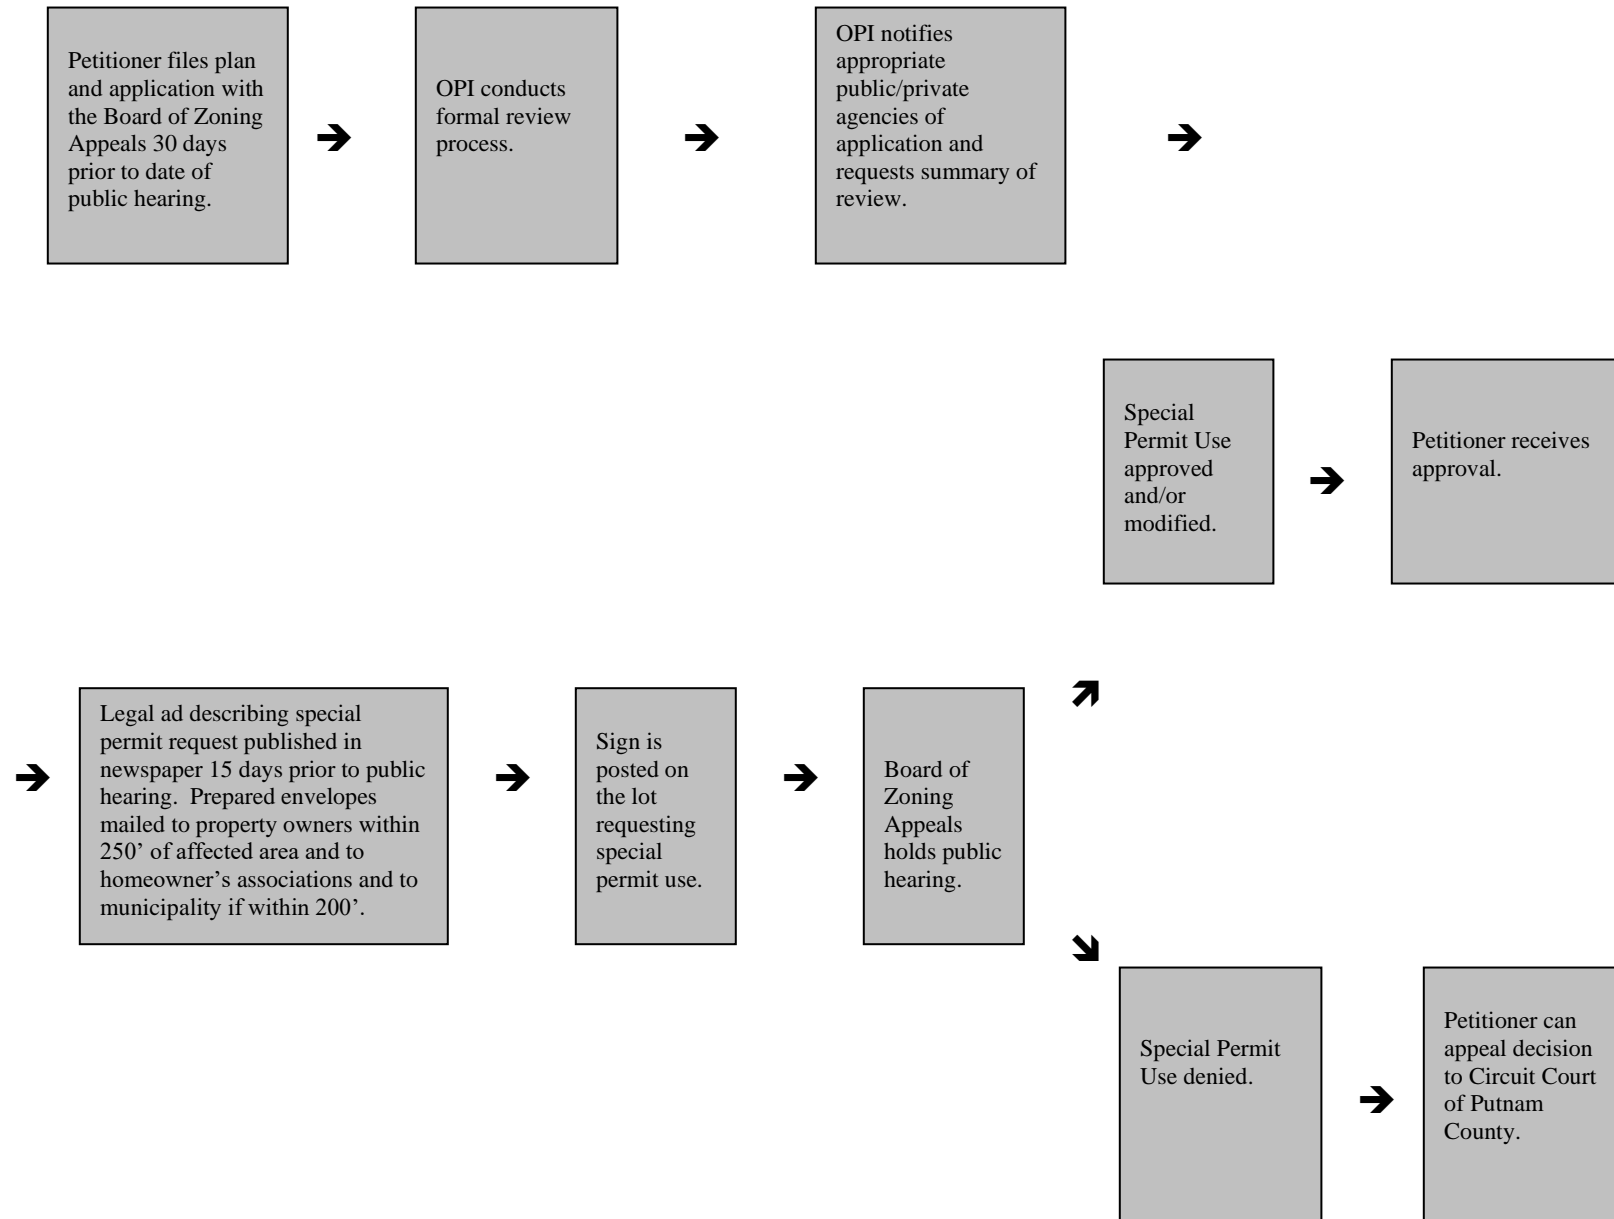 Petitioner files plan
and application with
the Board of Zoning
Appeals 30 days
prior to date of
public hearing.
OPI conducts
formal review
process.
OPI notifies
appropriate
public/private
agencies of
application and
requests summary of
review.
Special
Permit Use
approved
and/or
modified.
Petitioner receives
approval.
Legal ad describing special
permit request published in
newspaper 15 days prior to public
hearing.  Prepared envelopes
mailed to property owners within
250’ of affected area and to
homeowner’s associations and to
municipality if within 200’.
Sign is
posted on
the lot
requesting
special
permit use.
Board of
Zoning
Appeals
holds public
hearing.
Special Permit
Use denied.
Petitioner can
appeal decision
to Circuit Court
of Putnam
County.